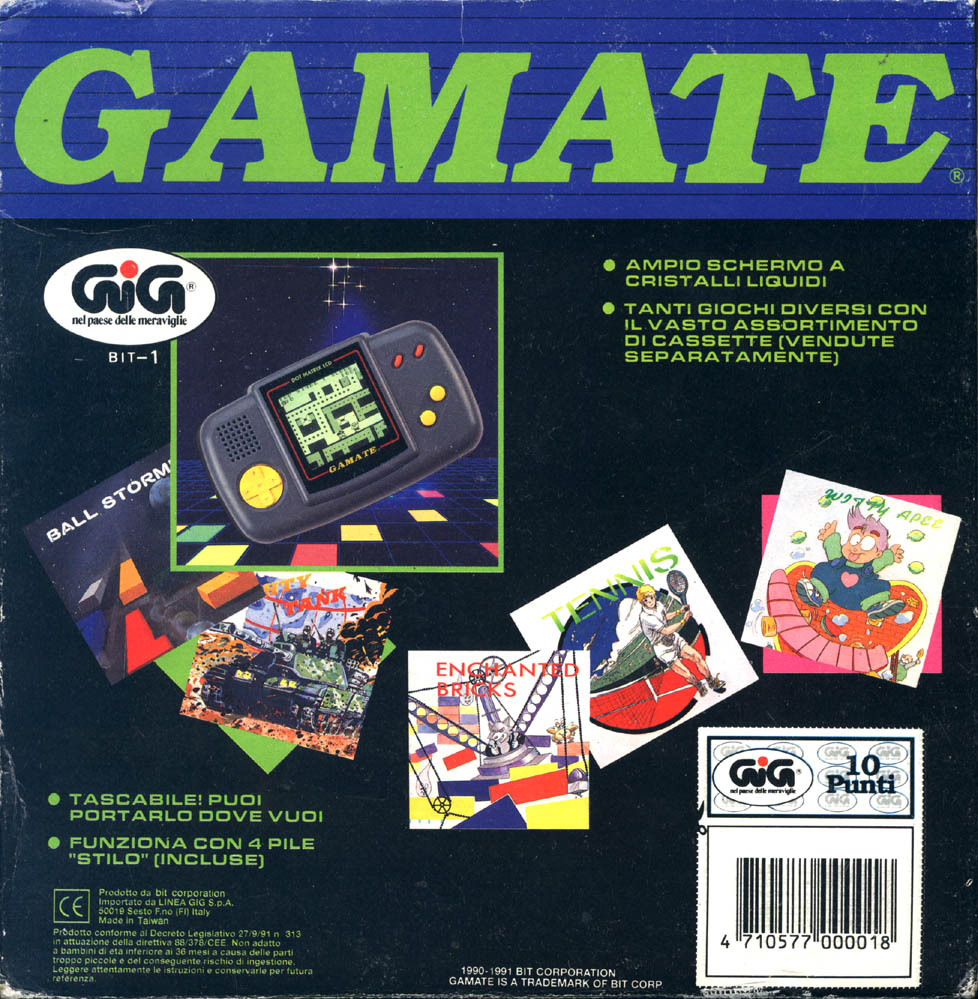 GAMATE
®
GiG®
nel paese delle meraviglie
BIT-1
AMPIO SCHERMO A
CRISTALLI LIQUIDI
TANTI GIOCHI DIVERSI CON
IL VASTO ASSORTIMENTO
DI CASSETTE (VENDUTE
SEPARATAMENTE)
DOT MATRIX LCD
GAMATE
BALL STORM
CITY
TANK
ENCHANTED
BRICKS
TENNIS
WITTY APEE
TASCABILE! PUOI
PORTARLO DOVE VUOI
FUNZIONA CON 4 PILE
"STILO" (INCLUSE)
GiG
nel paese delle meraviglie
10
Punti
4 710577 000018
CE
Prodotto da bit corporation
Importato da LINEA GIG S.p.A.
50019 Sesto F.no (FI) Italy
Made in Taiwan
Prodotto conforme al Decreto Legislativo 27/9/91 n 313
in attuazione della direttiva 88/378/CEE. Non adatto
a bambini di eta inferiore ai 36 mesi a causa delle parti
troppo piccole e del conseguente rischio di ingestione.
Leggere attentamente le istruzioni e conservarle per futura
referenza.
1990-1991 BIT CORPORATION
GAMATE IS A TRADEMARK OF BIT CORP